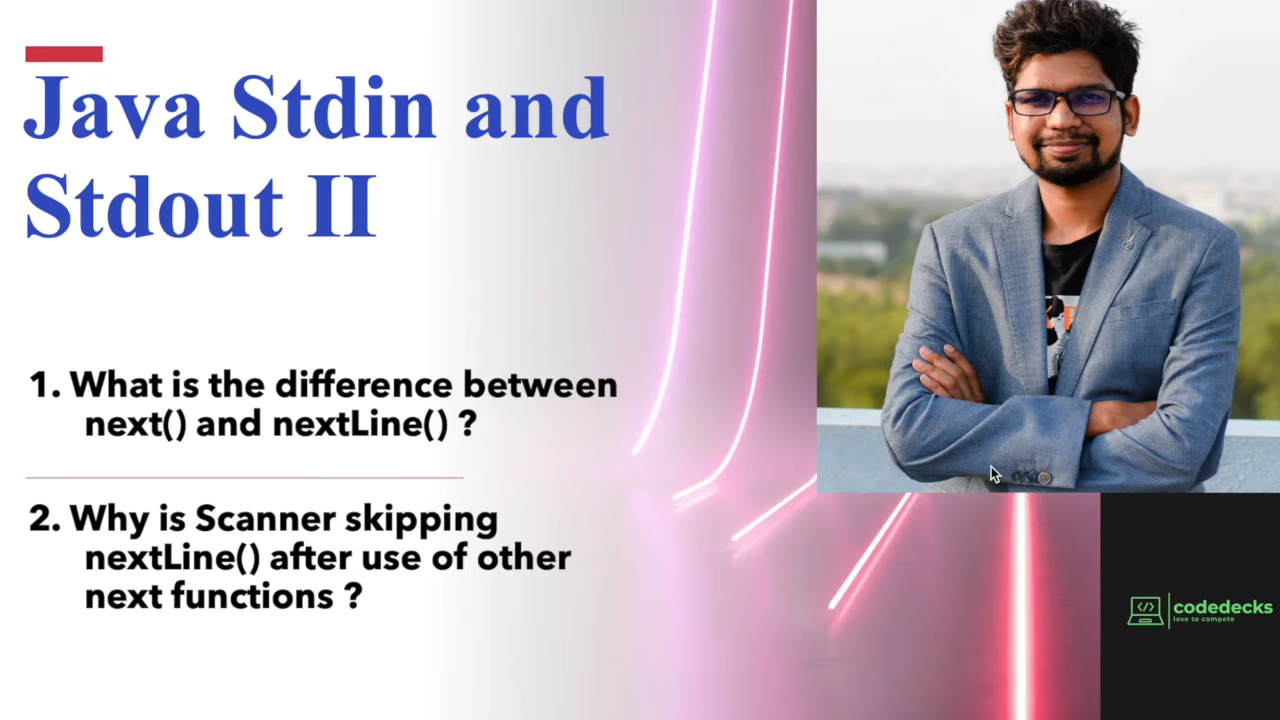 Java Stdin and
Stdout II
1. What is the difference between
next() and nextLine() ?
2. Why is Scanner skipping
nextLine() after use of other
next functions ?
</>
codedecks
love to compete